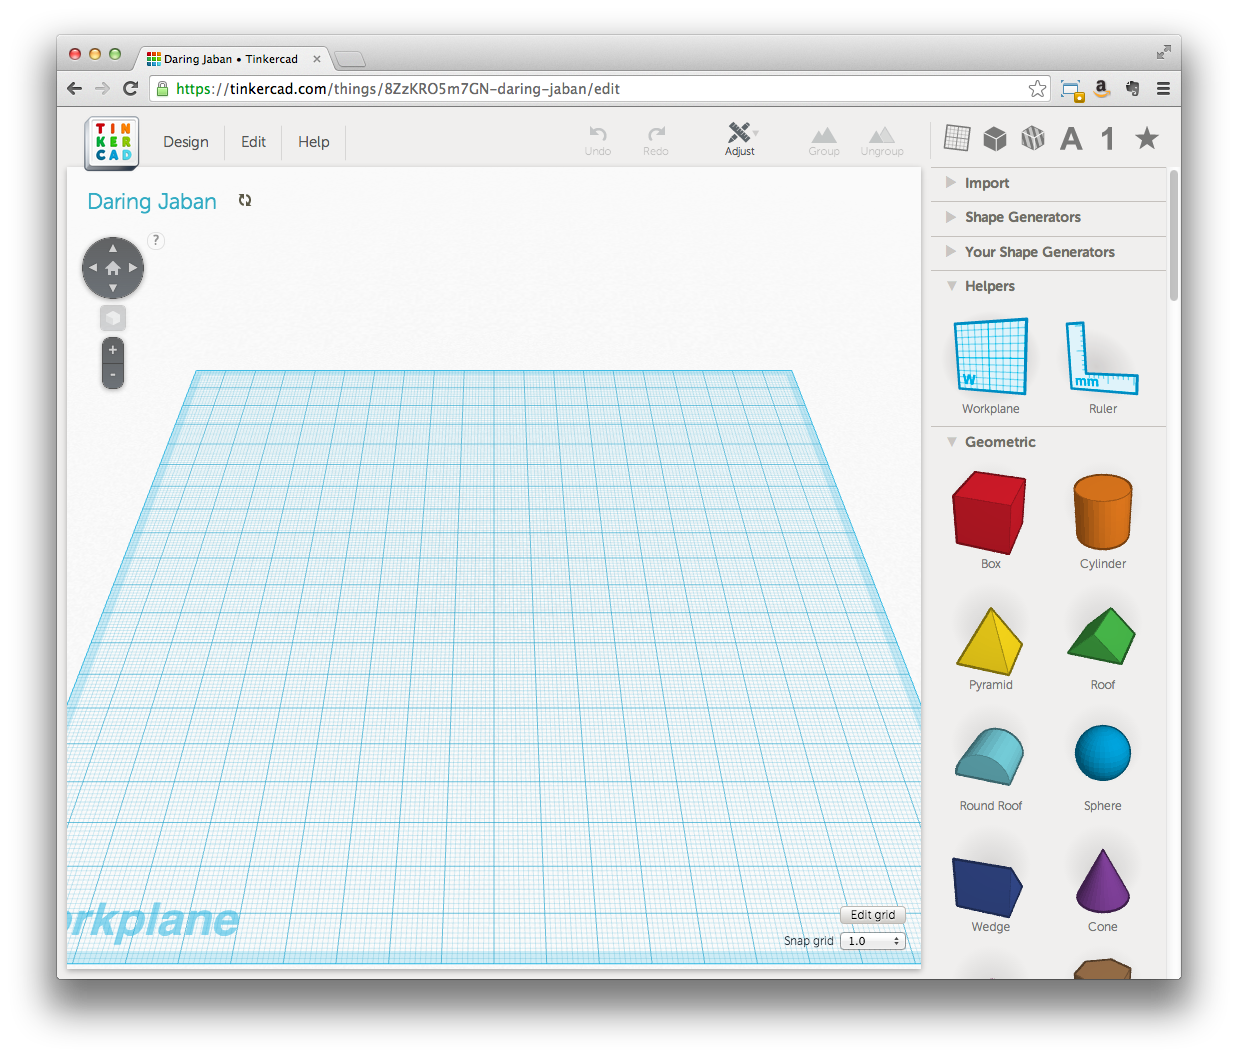 Daring Jaban • Tinkercad
https://tinkercad.com/things/8ZzKRO5m7GN-daring-jaban/edit
TIN
KER
CAD
Design
Edit
Help
Undo
Redo
Adjust
Group
Ungroup
A
1
Daring Jaban
?
+
-
orkplane
Edit grid
Snap grid 1.0
Import
Shape Generators
Your Shape Generators
Helpers
W
mm
Workplane
Ruler
Geometric
Box
Cylinder
Pyramid
Roof
Round Roof
Sphere
Wedge
Cone